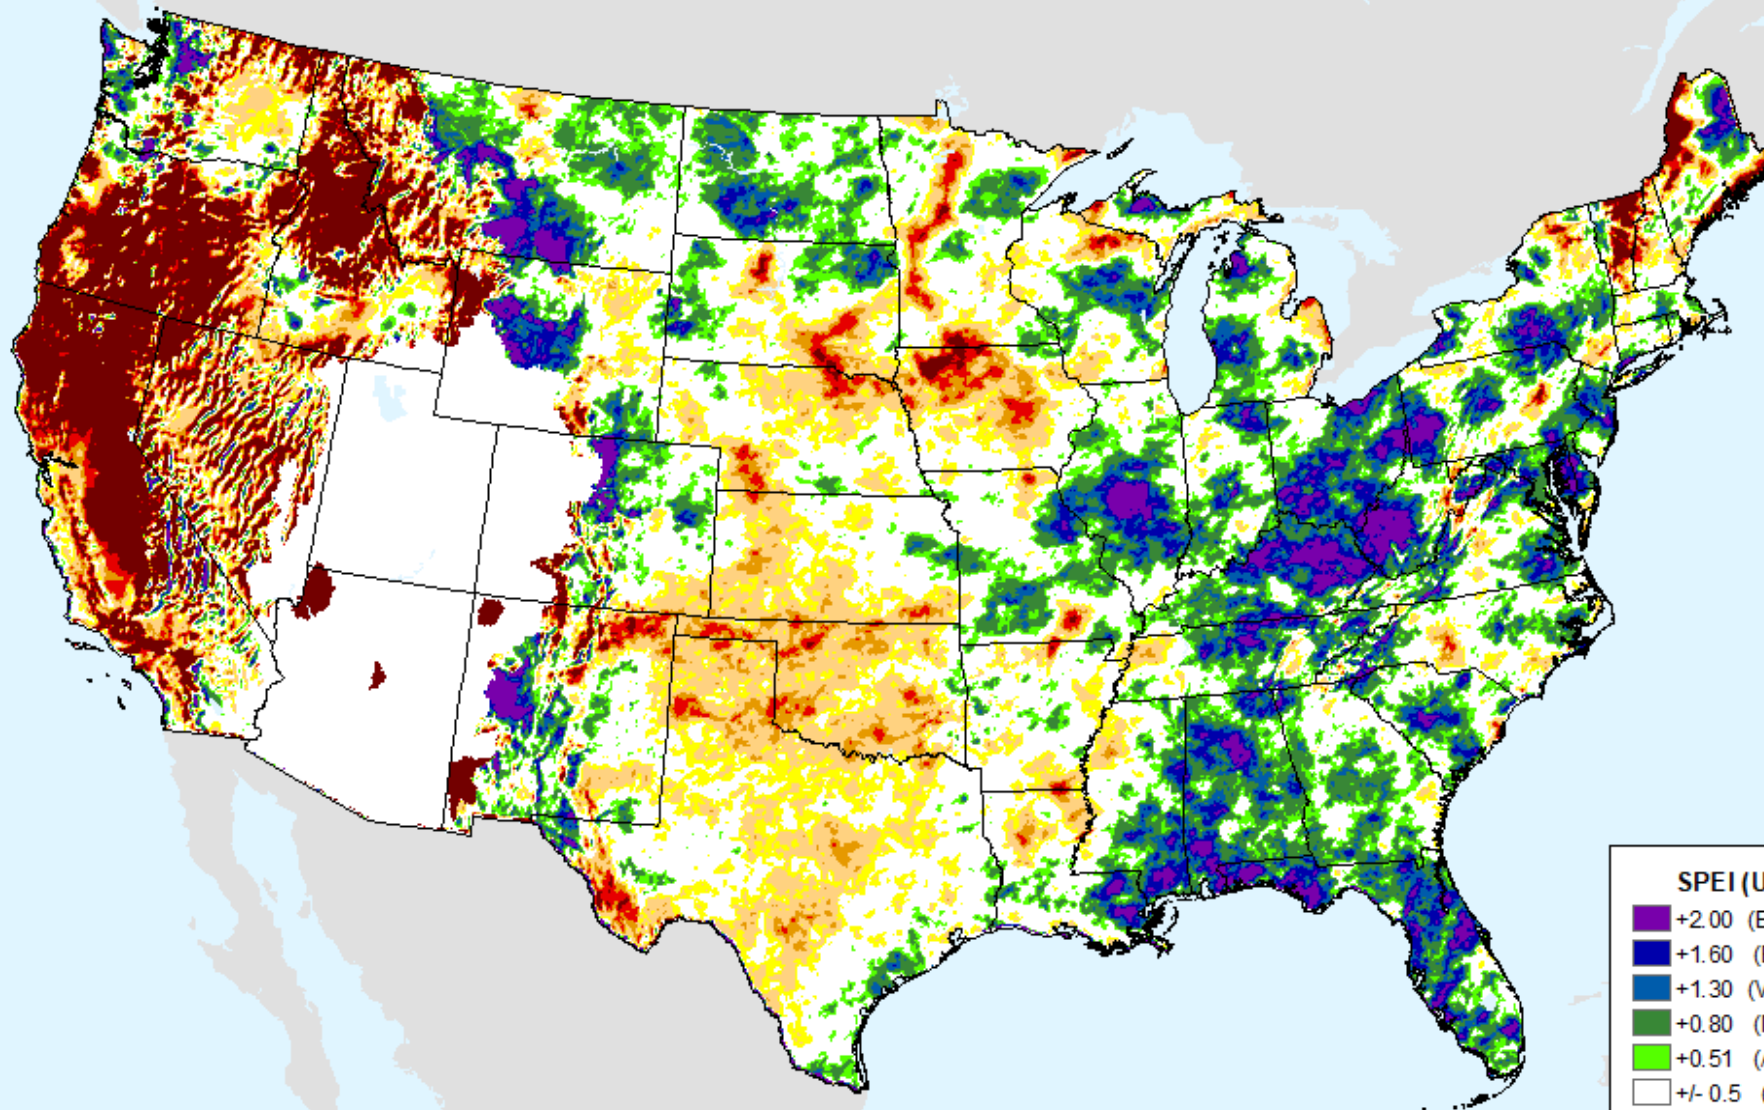 SPEI (U
+2.00 (E
+1.60 (
+1.30 (V
+0.80 (
+0.51 (
+/- 0.5 (